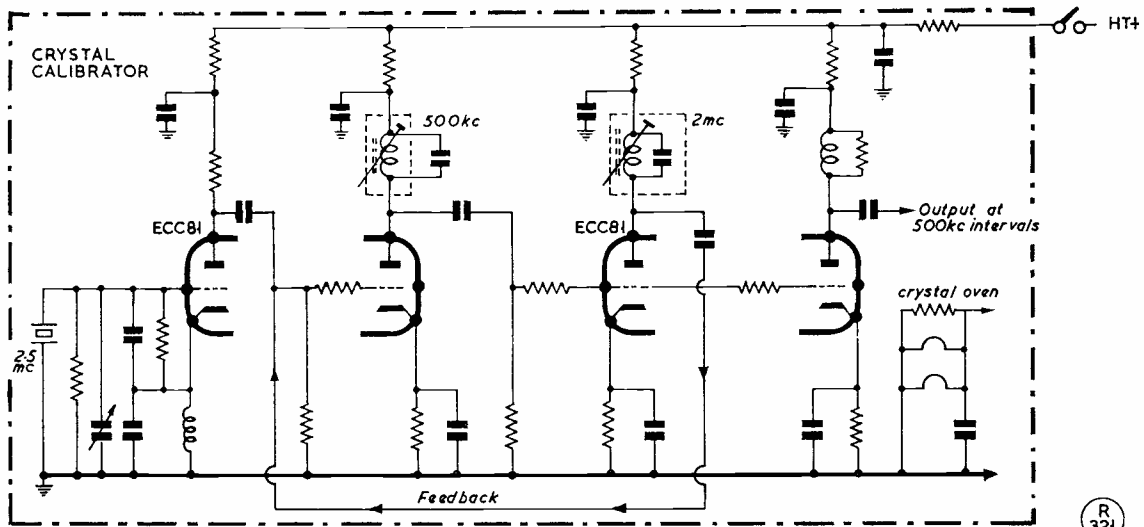 HT+
CRYSTAL
CALIBRATOR
500kc
2mc
ECC81
ECC81
Output at
500kc intervals
crystal oven
2·5
mc
Feedback
R
321